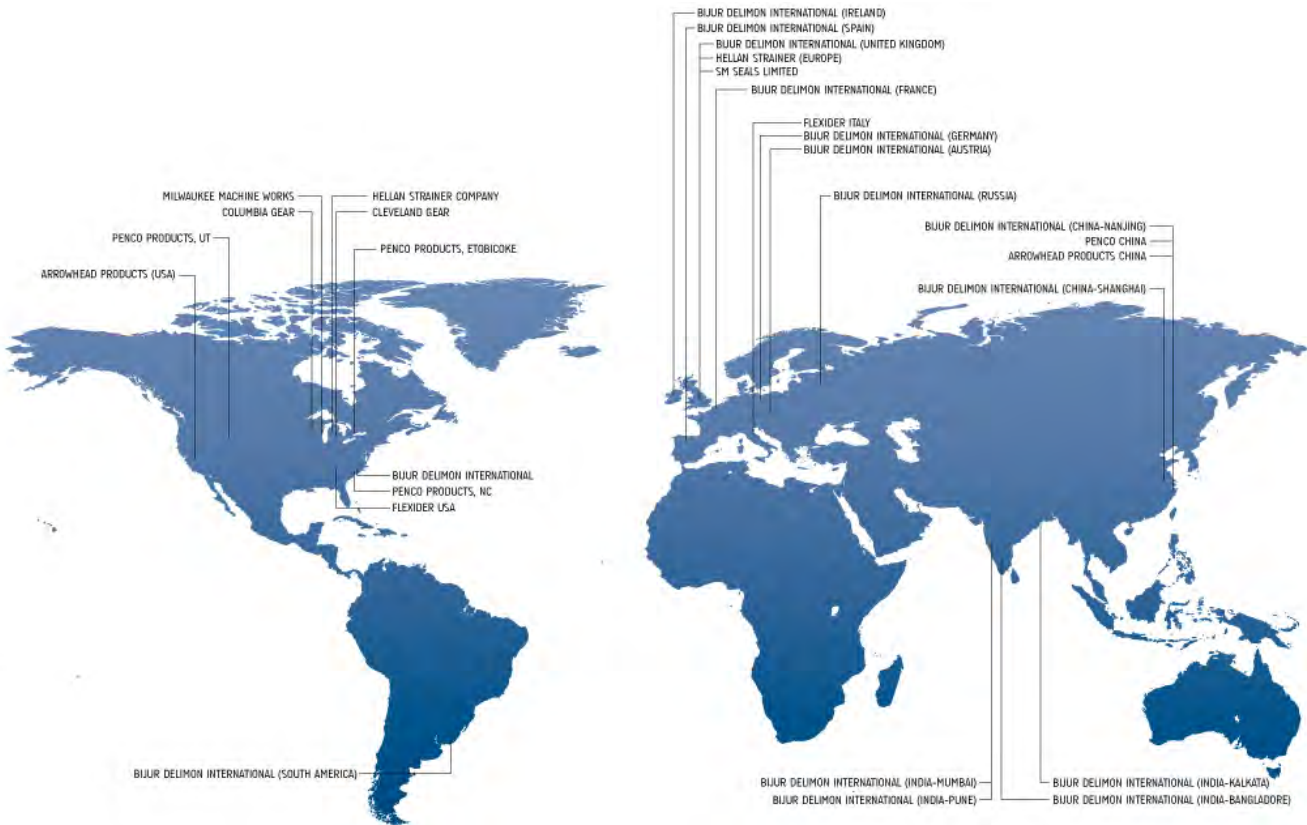 BIJUR DELIMON INTERNATIONAL (IRELAND)
BIJUR DELIMON INTERNATIONAL (SPAIN)
BIJUR DELIMON INTERNATIONAL (UNITED KINGDOM)
HELLAN STRAINER (EUROPE)
SM SEALS LIMITED
BIJUR DELIMON INTERNATIONAL (FRANCE)
FLEXIDER ITALY
BIJUR DELIMON INTERNATIONAL (GERMANY)
BIJUR DELIMON INTERNATIONAL (AUSTRIA)
BIJUR DELIMON INTERNATIONAL (RUSSIA)
MILWAUKEE MACHINE WORKS
COLUMBIA GEAR
HELLAN STRAINER COMPANY
CLEVELAND GEAR
PENCO PRODUCTS, UT
PENCO PRODUCTS, ETOBICOKE
ARROWHEAD PRODUCTS (USA)
BIJUR DELIMON INTERNATIONAL (CHINA-NANJING)
PENCO CHINA
ARROWHEAD PRODUCTS CHINA
BIJUR DELIMON INTERNATIONAL (CHINA-SHANGHAI)
BIJUR DELIMON INTERNATIONAL
PENCO PRODUCTS, NC
FLEXIDER USA
BIJUR DELIMON INTERNATIONAL (SOUTH AMERICA)
BIJUR DELIMON INTERNATIONAL (INDIA-MUMBAI)
BIJUR DELIMON INTERNATIONAL (INDIA-PUNE)
BIJUR DELIMON INTERNATIONAL (INDIA-KALKATA)
BIJUR DELIMON INTERNATIONAL (INDIA-BANGLADORE)